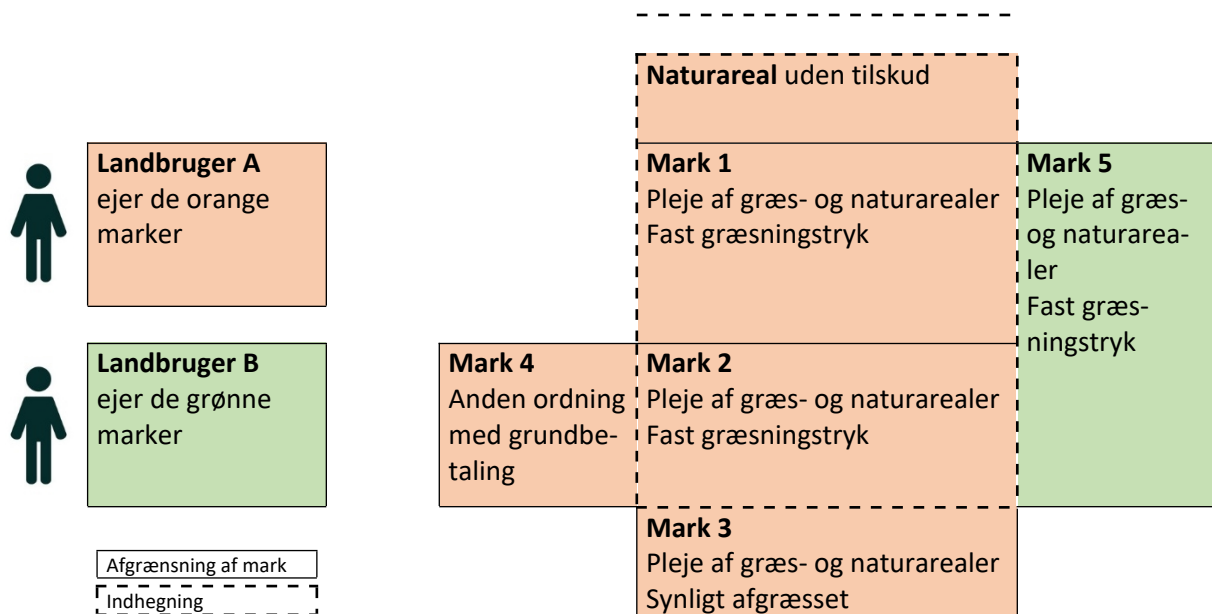 Naturareal uden tilskud
Landbruger A
ejer de orange
marker
Mark 1
Pleje af græs- og naturarealer
Fast græsningstryk
Mark 5
Pleje af græs-
og naturarea-
ler
Fast græs-
ningstryk
Landbruger B
ejer de grønne
marker
Mark 4
Anden ordning
med grundbe-
taling
Mark 2
Pleje af græs- og naturarealer
Fast græsningstryk
Mark 3
Pleje af græs- og naturarealer
Synligt afgræsset
Afgrænsning af mark
Indhegning